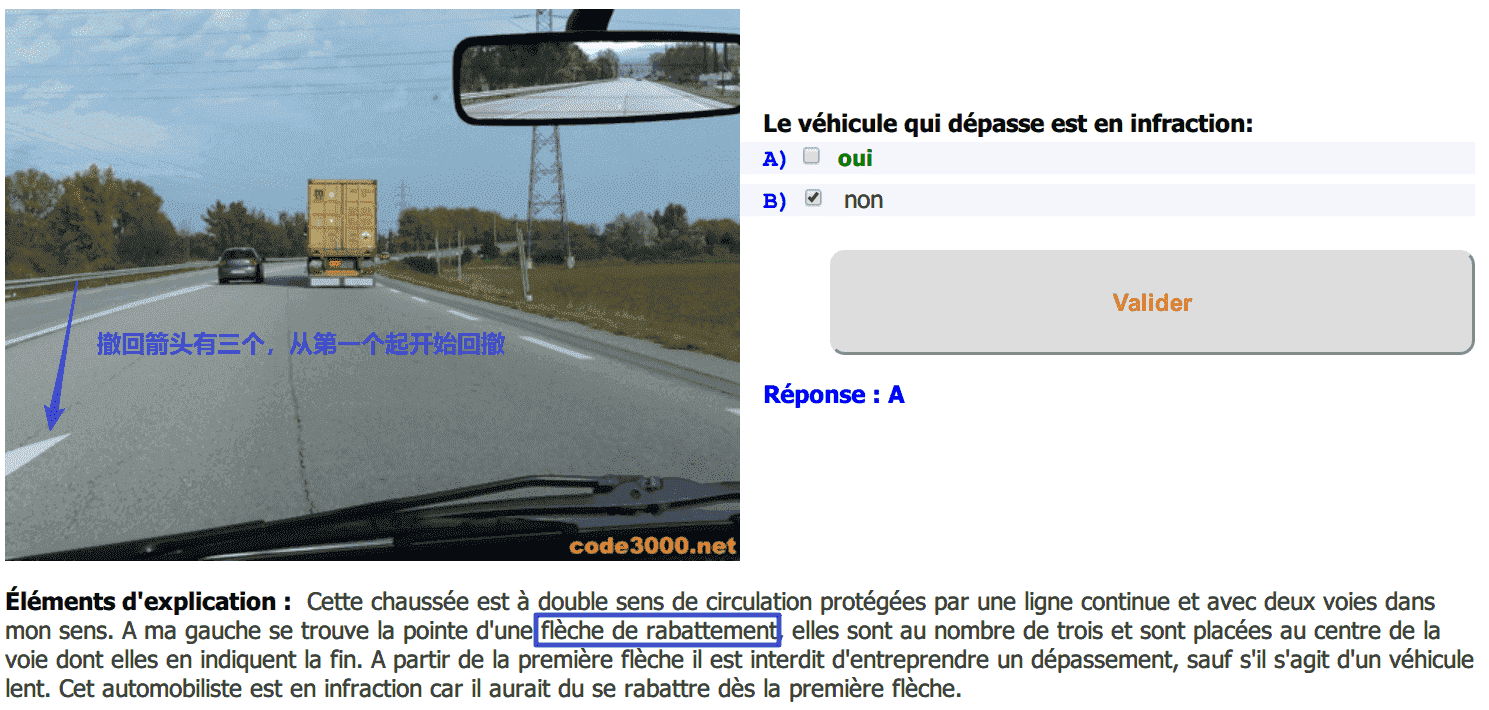 Le véhicule qui dépasse est en infraction:
A) oui
B) non
撤回箭头有三个，从第一个起开始回撤
Valider
Réponse : A
code3000.net
Éléments d'explication : Cette chaussée est à double sens de circulation protégées par une ligne continue et avec deux voies dans
mon sens. A ma gauche se trouve la pointe d'une flèche de rabattement, elles sont au nombre de trois et sont placées au centre de la
voie dont elles en indiquent la fin. A partir de la première flèche il est interdit d'entreprendre un dépassement, sauf s'il s'agit d'un véhicule
lent. Cet automobiliste est en infraction car il aurait du se rabattre dès la première flèche.